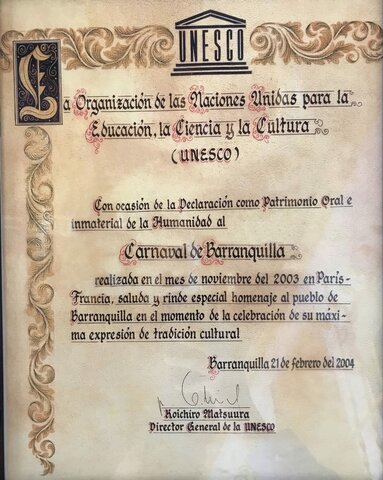 UNESCO
La Organización de las Naciones Unidas para la
Educación, la Ciencia y la Cultura
(UNESCO)
Con ocasión de la Declaración como Patrimonio Oral e
inmaterial de la Humanidad al
Carnaval de Barranquilla
realizada en el mes de noviembre del 2003 en París-
Francia, saluda y rinde especial homenaje al pueblo de
Barranquilla en el momento de la celebración de su máxi-
ma expresión de tradición cultural
Barranquilla 21 de febrero del 2004
Koichiro Matsuura
Director General de la UNESCO